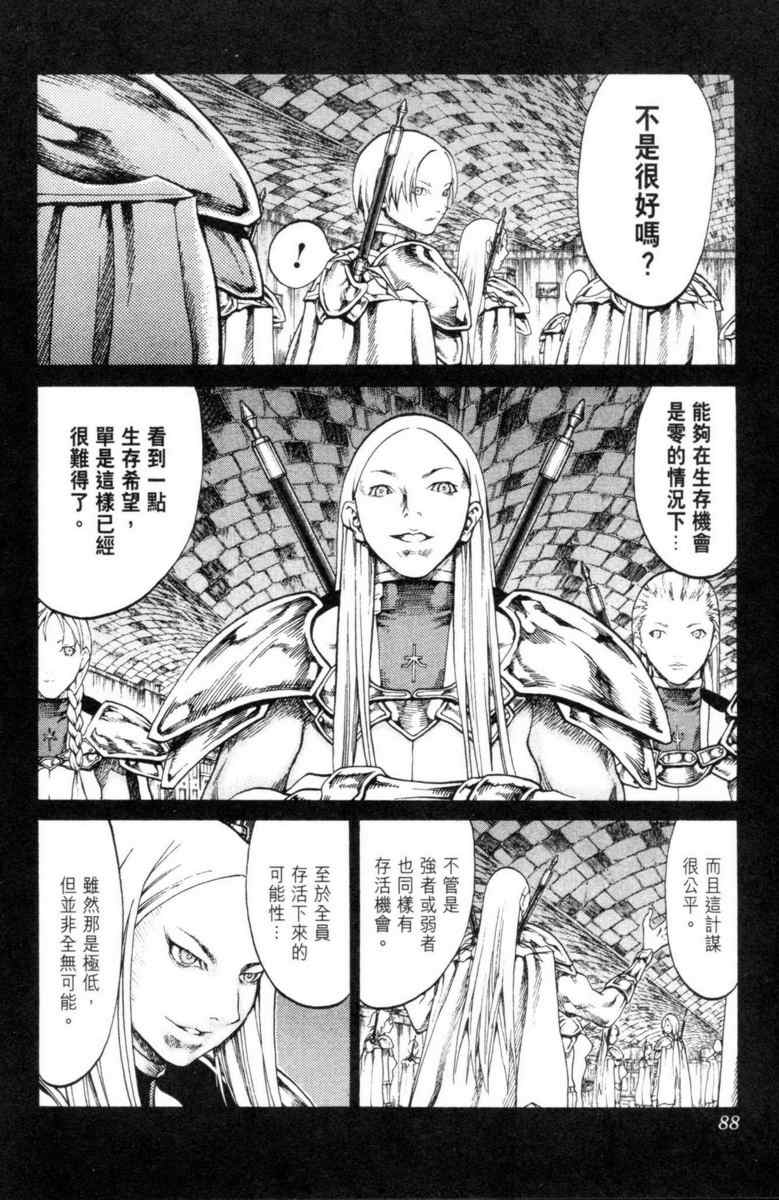 不是很好嗎？
！
能夠在生存機會
是零的情況下…
看到一點
生存希望，
單是這樣已經
很難得了。
而且這計謀
很公平。
不管是
強者或弱者
也同樣有
存活機會。
至於全員
存活下來的
可能性…
雖然那是極低，
但並非全無可能。
88